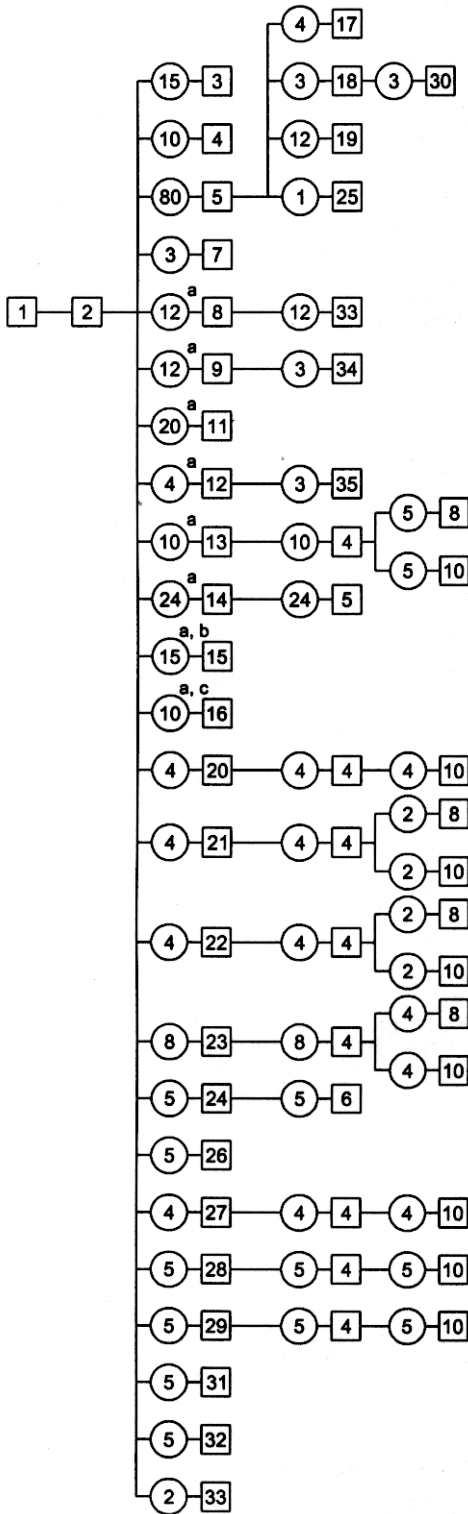 4 17
15 3 3 18 3 30
10 4 12 19
80 5 1 25
3 7
1 2 12 a 8 12 33
12 a 9 3 34
20 a 11
4 a 12 3 35
5 8
10 a 13 10 4
5 10
24 a 14 24 5
15 a, b 15
10 a, c 16
4 20 4 4 4 10
2 8
4 21 4 4
2 10
2 8
4 22 4 4
2 10
4 8
8 23 8 4
4 10
5 24 5 6
5 26
4 27 4 4 4 10
5 28 5 4 5 10
5 29 5 4 5 10
5 31
5 32
2 33